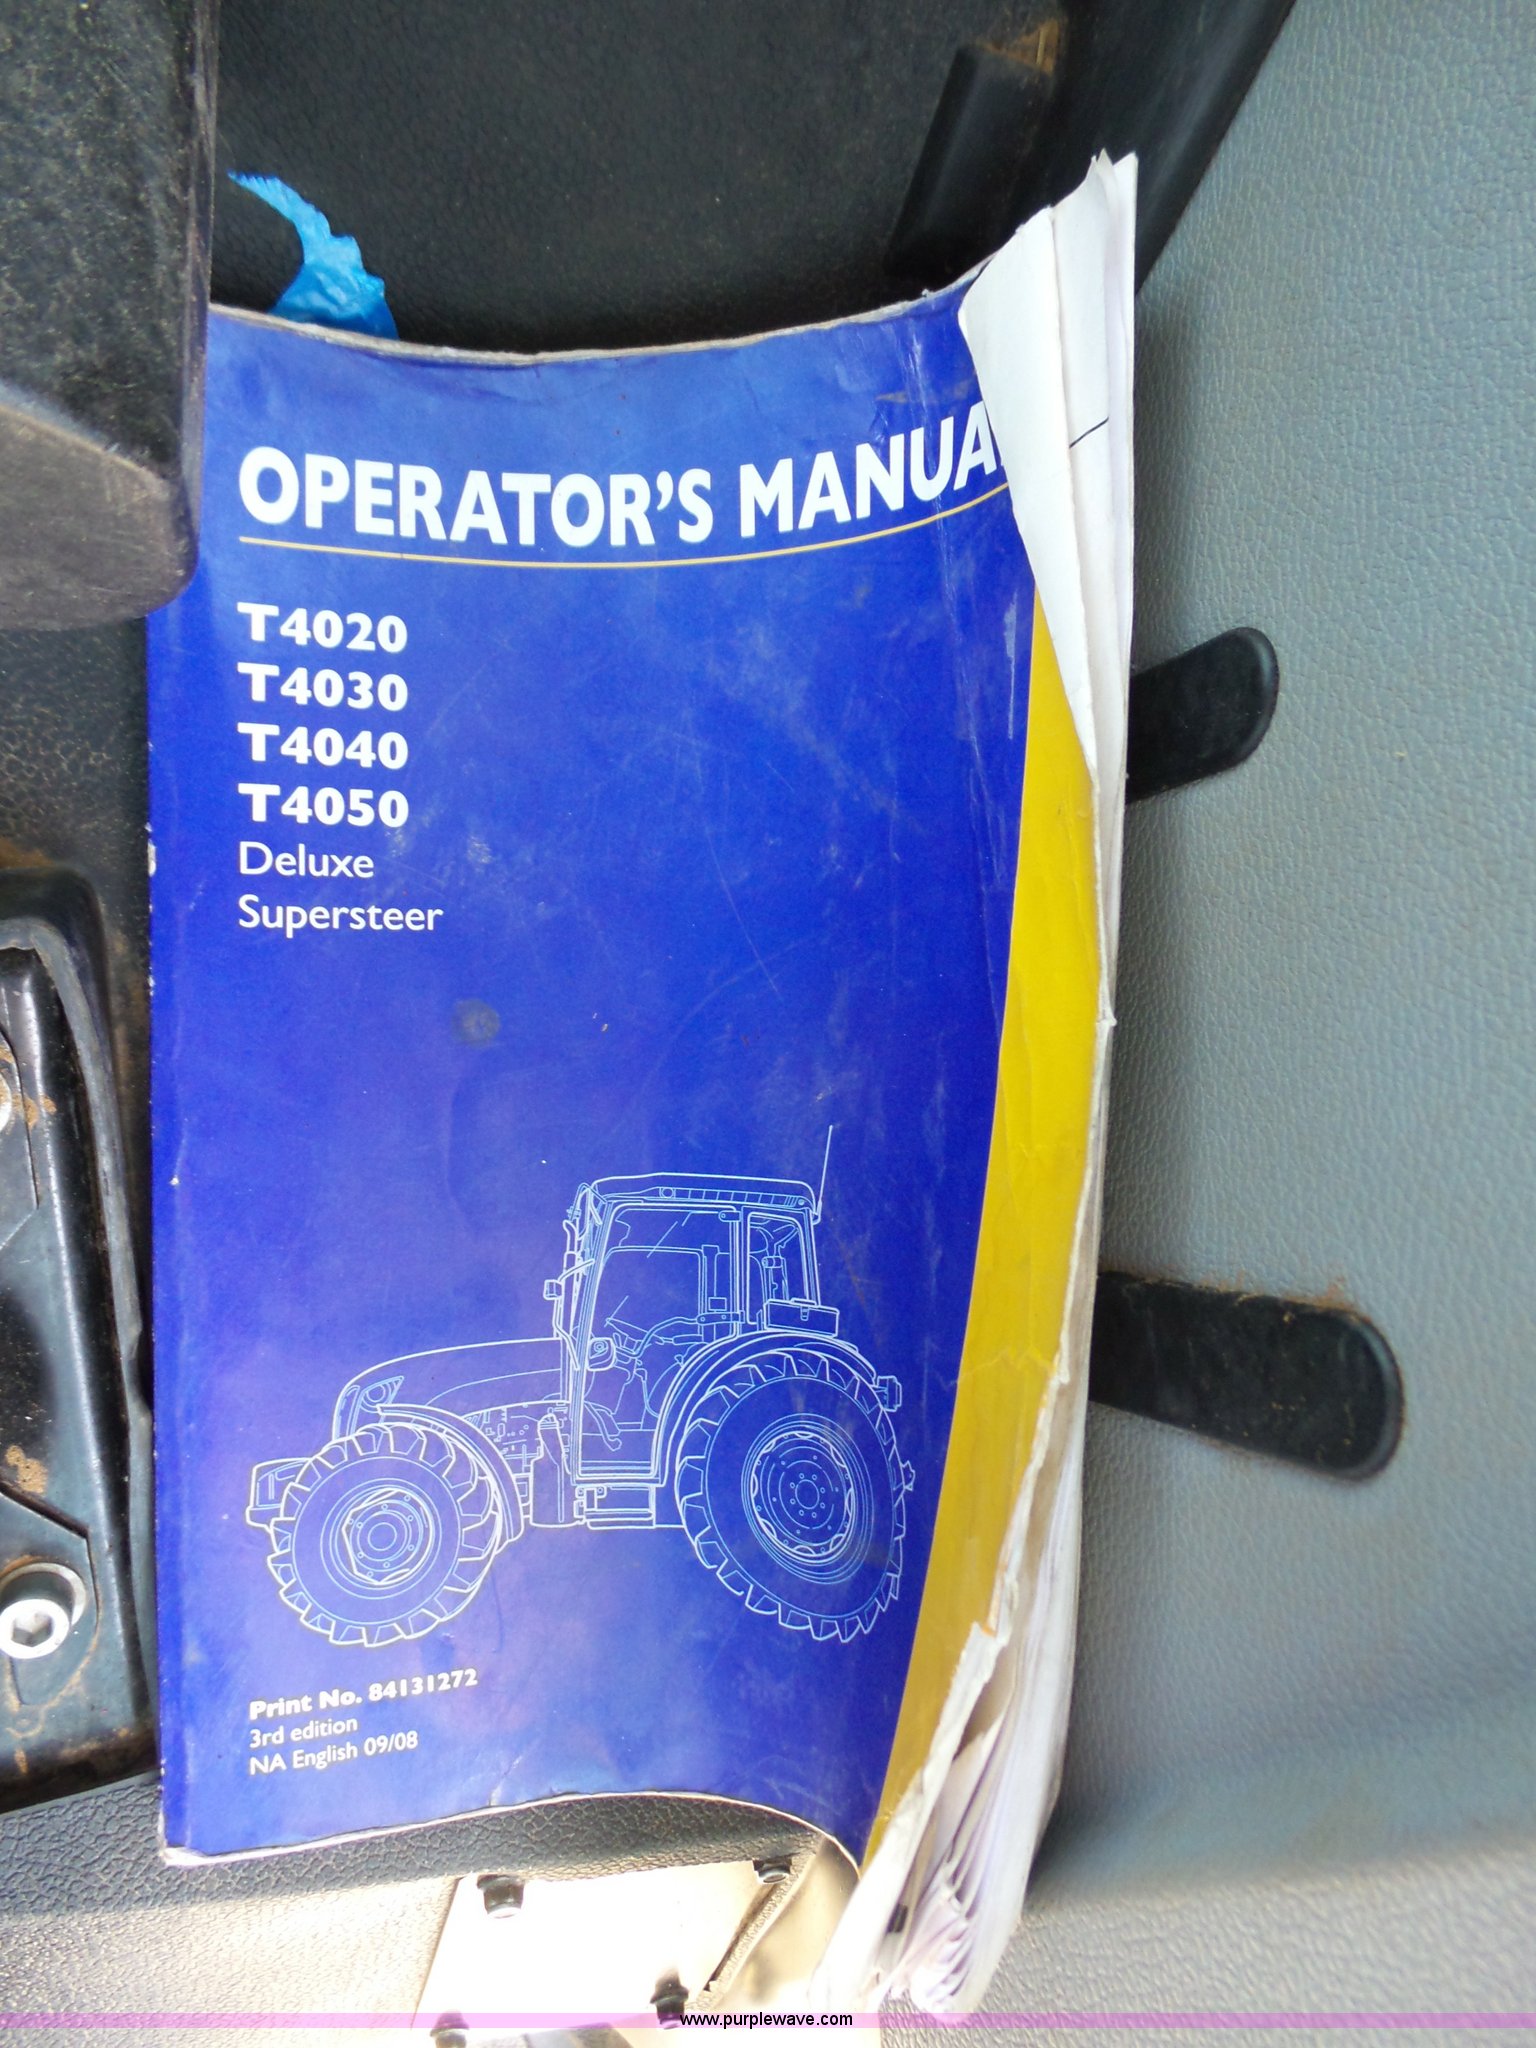 OPERATOR'S MANUA
T4020
T4030
T4040
T4050
Deluxe
Supersteer
Print No. 84131272
3rd edition
NA English 09/08
www.purplewave.com